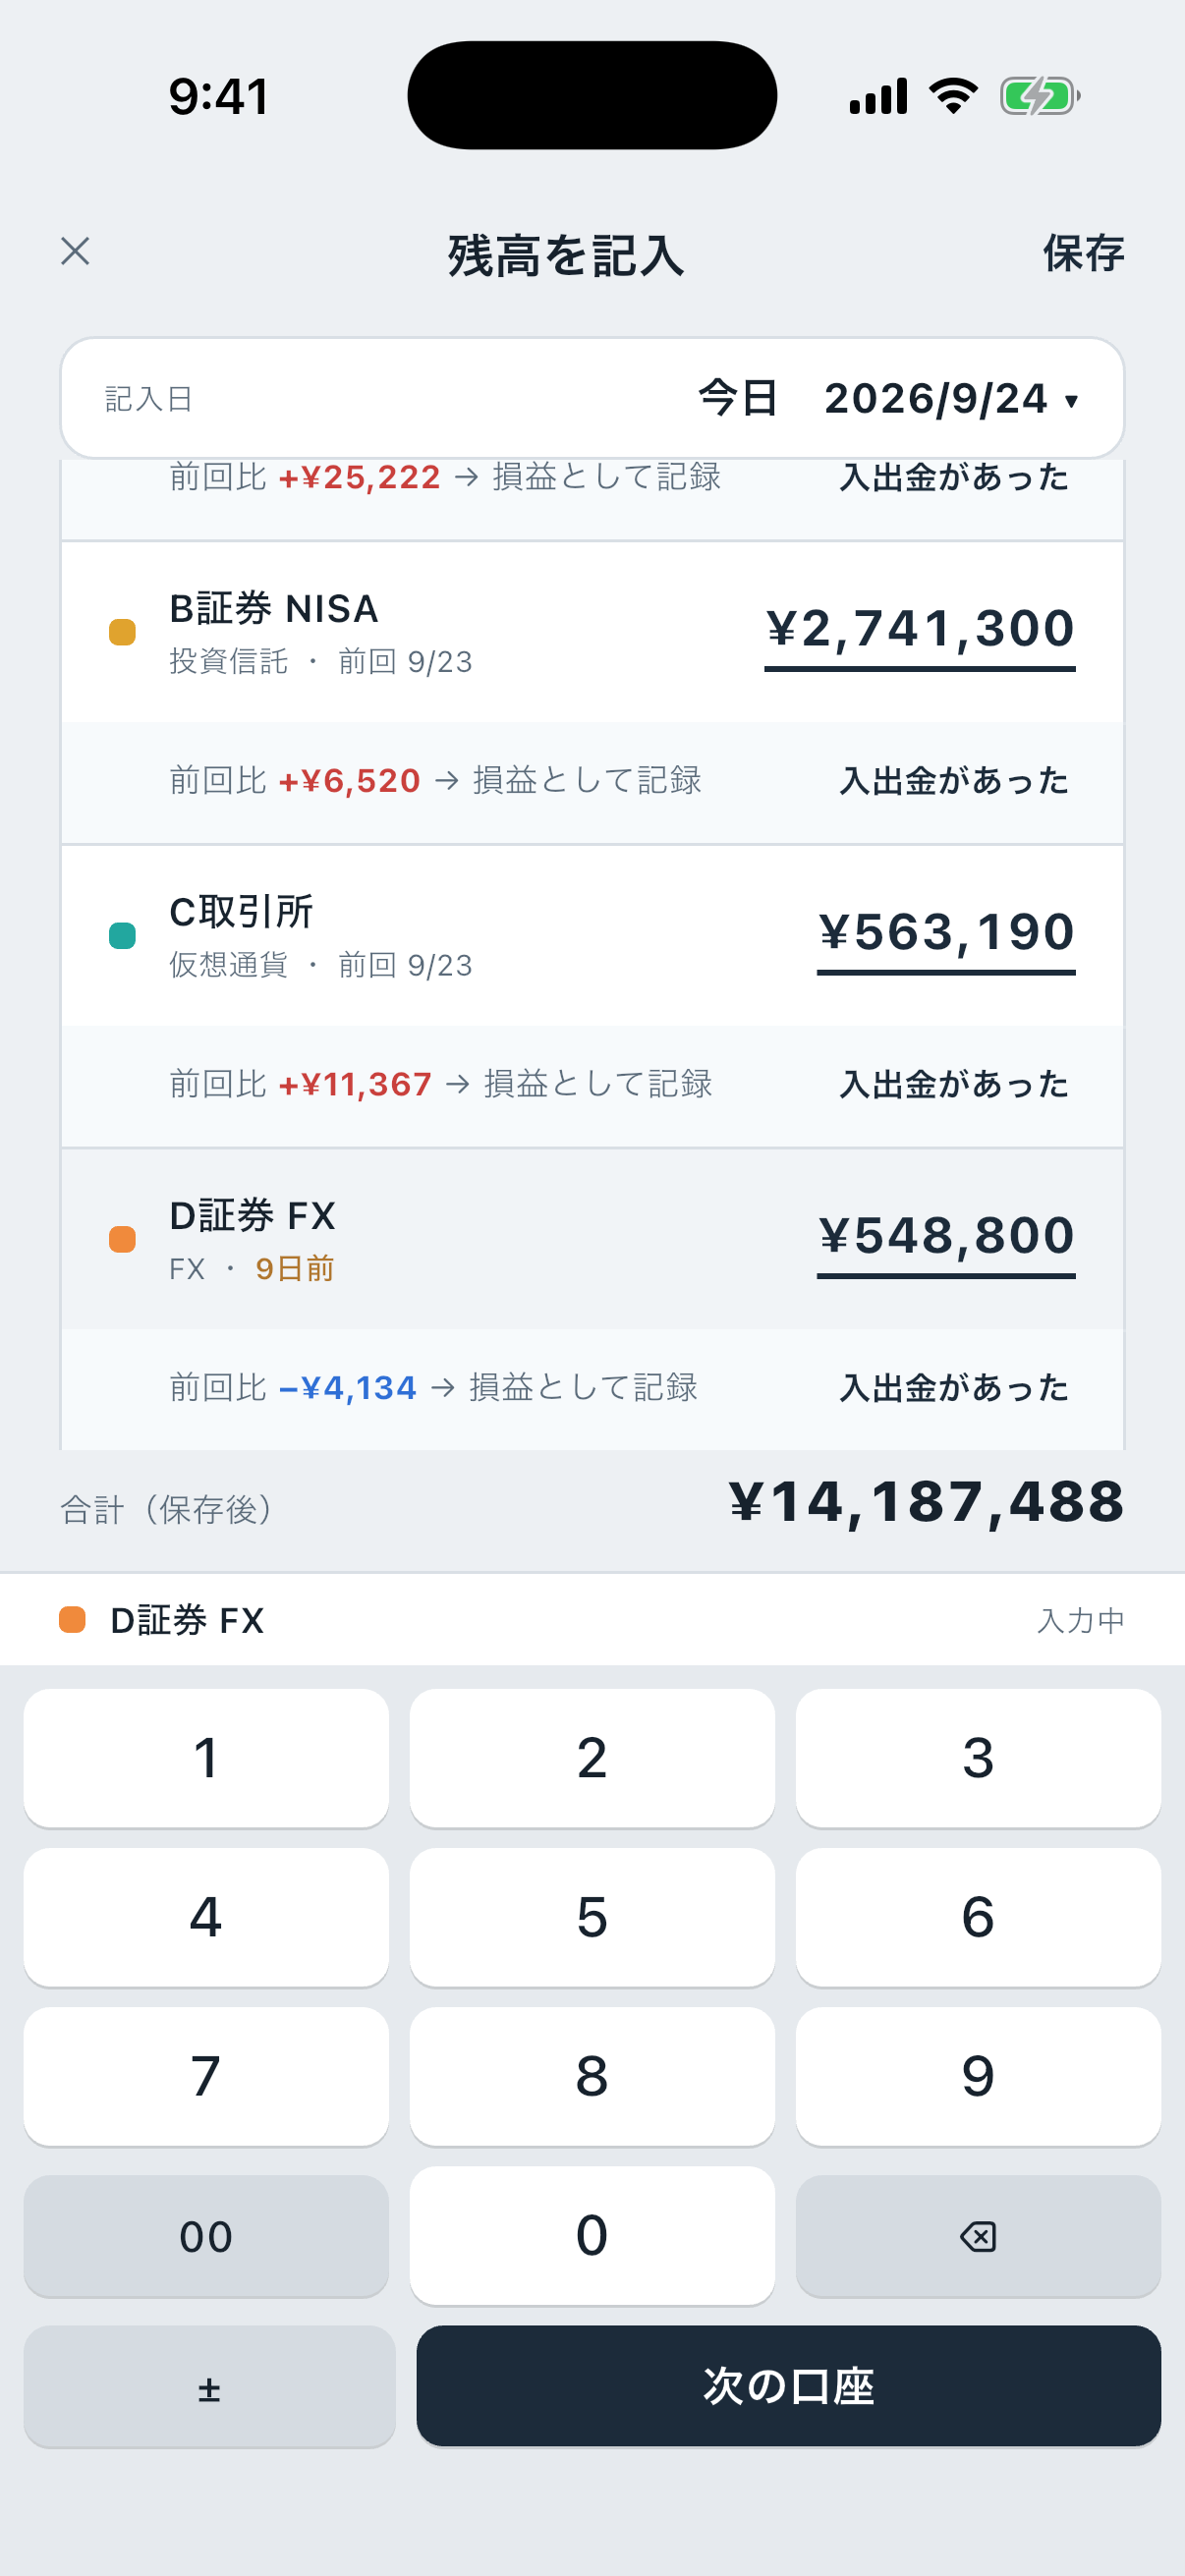 9:41
残高を記入
保存
記入日 今日 2026/9/24 ▼
前回比 +¥25,222 → 損益として記録 入出金があった
B証券 NISA
¥2,741,300
投資信託 ・ 前回 9/23
前回比 +¥6,520 → 損益として記録 入出金があった
C取引所
¥563,190
仮想通貨 ・ 前回 9/23
前回比 +¥11,367 → 損益として記録 入出金があった
D証券 FX
¥548,800
FX ・ 9日前
前回比 −¥4,134 → 損益として記録 入出金があった
合計（保存後） ¥14,187,488
D証券 FX 入力中
1 2 3
4 5 6
7 8 9
00 0
± 次の口座